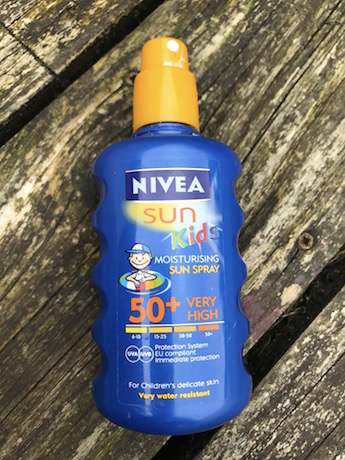 NIVEA
sun
Kids
MOISTURISING
SUN SPRAY
50+ VERY
HIGH
6-10 15-25 30-50 50+
UVA UVB
Protection System
EU compliant
Immediate protection
For Children's delicate skin
Very water resistant